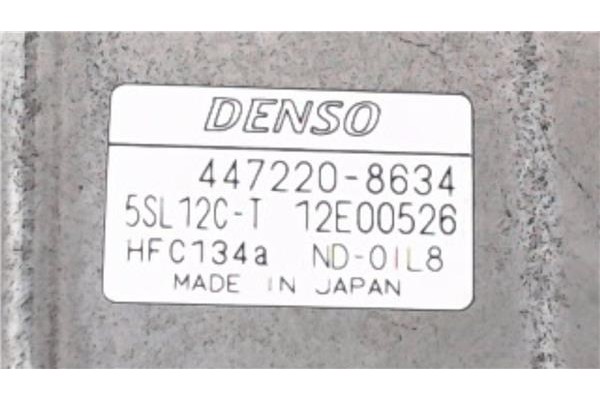 DENSO
447220-8634
5SL12C-T 12E00526
HFC134a ND-OIL8
MADE IN JAPAN